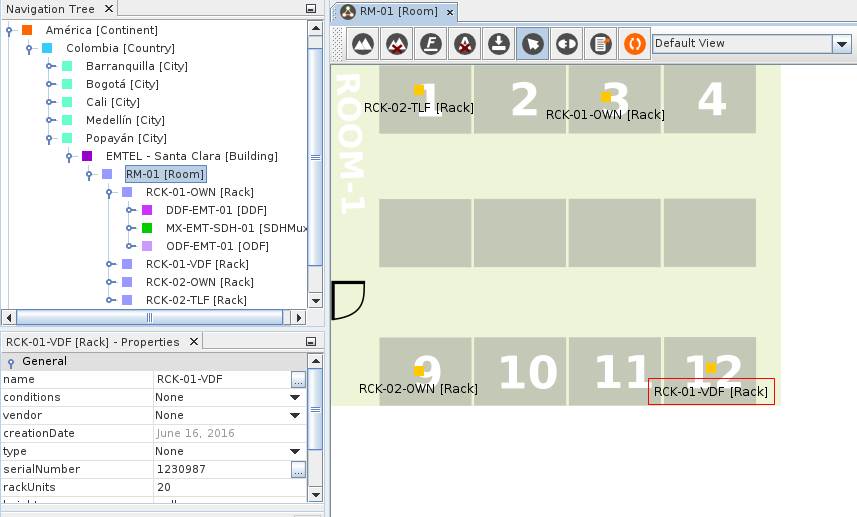 Navigation Tree
América [Continent]
Colombia [Country]
Barranquilla [City]
Bogotá [City]
Cali [City]
Medellín [City]
Popayán [City]
EMTEL - Santa Clara [Building]
RM-01 [Room]
RCK-01-OWN [Rack]
DDF-EMT-01 [DDF]
MX-EMT-SDH-01 [SDHMux
ODF-EMT-01 [ODF]
RCK-01-VDF [Rack]
RCK-02-OWN [Rack]
RCK-02-TLF [Rack]
RCK-01-VDF [Rack] - Properties
General
name RCK-01-VDF ...
conditions None
vendor None
creationDate June 16, 2016
type None
serialNumber 1230987 ...
rackUnits 20
RM-01 [Room]
F
Default View
ROOM-1
1 2 3 4
RCK-02-TLF [Rack]
RCK-01-OWN [Rack]
9 10 11 12
RCK-02-OWN [Rack]
RCK-01-VDF [Rack]